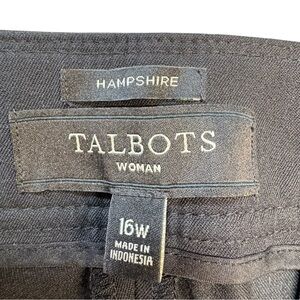 HAMPSHIRE
TALBOTS
WOMAN
16W
MADE IN
INDONESIA